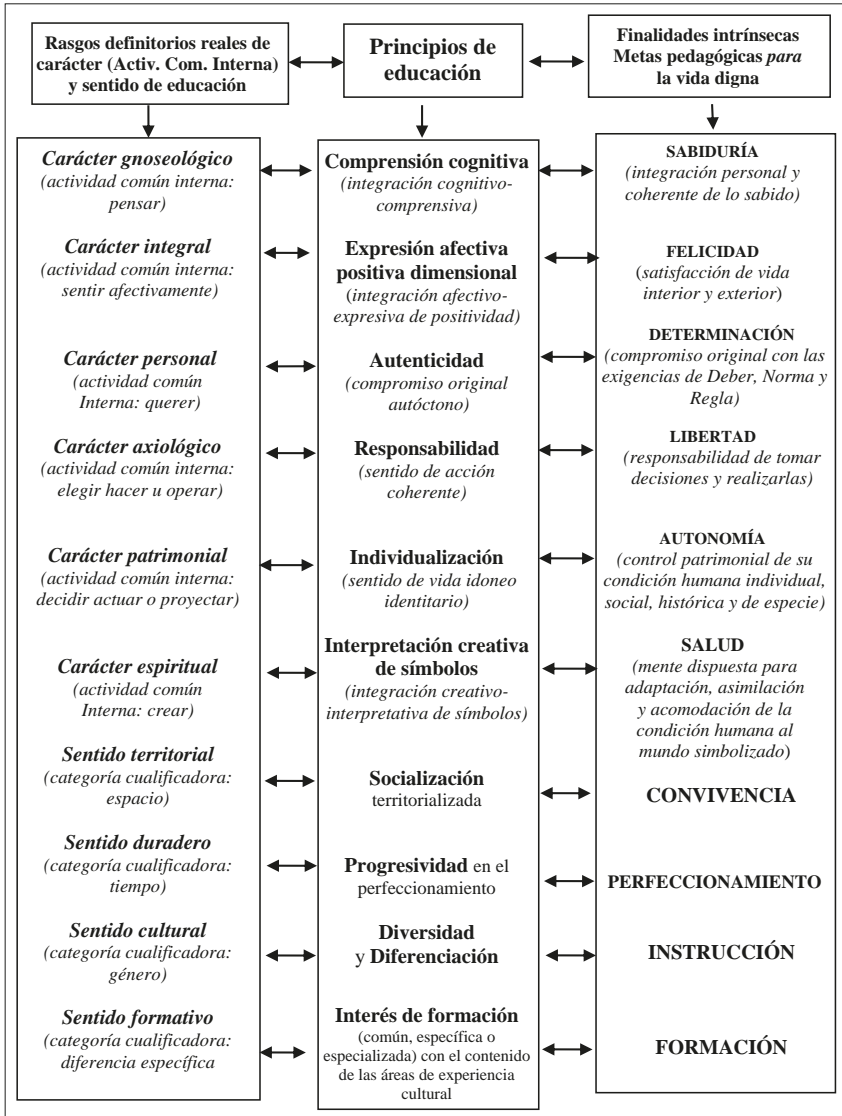 Rasgos definitorios reales de
carácter (Activ. Com. Interna)
y sentido de educación
Principios de
educación
Finalidades intrínsecas
Metas pedagógicas para
la vida digna
Carácter gnoseológico
(actividad común interna:
pensar)
Comprensión cognitiva
(integración cognitivo-
comprensiva)
SABIDURÍA
(integración personal y
coherente de lo sabido)
Carácter integral
(actividad común interna:
sentir afectivamente)
Expresión afectiva
positiva dimensional
(integración afectivo-
expresiva de positividad)
FELICIDAD
(satisfacción de vida
interior y exterior)
Carácter personal
(actividad común
Interna: querer)
Autenticidad
(compromiso original
autóctono)
DETERMINACIÓN
(compromiso original con las
exigencias de Deber, Norma y
Regla)
Carácter axiológico
(actividad común interna:
elegir hacer u operar)
Responsabilidad
(sentido de acción
coherente)
LIBERTAD
(responsabilidad de tomar
decisiones y realizarlas)
Carácter patrimonial
(actividad común interna:
decidir actuar o proyectar)
Individualización
(sentido de vida idoneo
identitario)
AUTONOMÍA
(control patrimonial de su
condición humana individual,
social, histórica y de especie)
Carácter espiritual
(actividad común
Interna: crear)
Interpretación creativa
de símbolos
(integración creativo-
interpretativa de símbolos)
SALUD
(mente dispuesta para
adaptación, asimilación
y acomodación de la
condición humana al
mundo simbolizado)
Sentido territorial
(categoría cualificadora:
espacio)
Socialización
territorializada
CONVIVENCIA
Sentido duradero
(categoría cualificadora:
tiempo)
Progresividad en el
perfeccionamiento
PERFECCIONAMIENTO
Sentido cultural
(categoría cualificadora:
género)
Diversidad
y Diferenciación
INSTRUCCIÓN
Sentido formativo
(categoría cualificadora:
diferencia específica
Interés de formación
(común, específica o
especializada) con el contenido
de las áreas de experiencia
cultural
FORMACIÓN